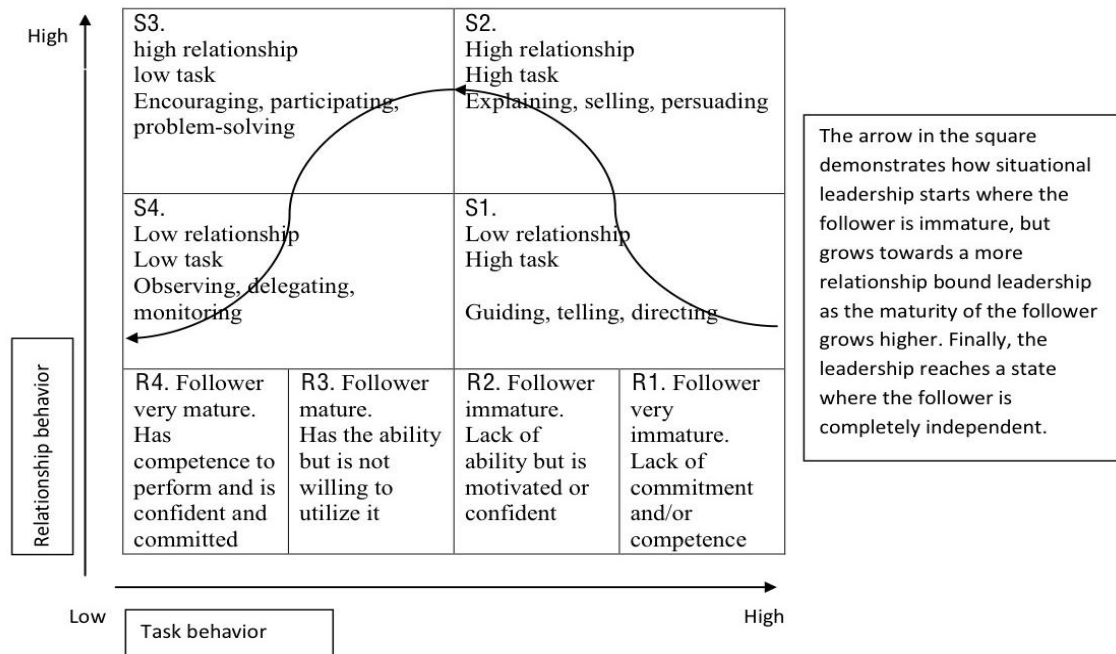 High
S3.
high relationship
low task
Encouraging, participating,
problem-solving
S2.
High relationship
High task
Explaining, selling, persuading
S4.
Low relationship
Low task
Observing, delegating,
monitoring
S1.
Low relationship
High task
Guiding, telling, directing
R4. Follower
very mature.
Has
competence to
perform and is
confident and
committed
R3. Follower
mature.
Has the ability
but is not
willing to
utilize it
R2. Follower
immature.
Lack of
ability but is
motivated or
confident
R1. Follower
very
immature.
Lack of
commitment
and/or
competence
Relationship behavior
Low
Task behavior
High
The arrow in the square
demonstrates how situational
leadership starts where the
follower is immature, but
grows towards a more
relationship bound leadership
as the maturity of the follower
grows higher. Finally, the
leadership reaches a state
where the follower is
completely independent.